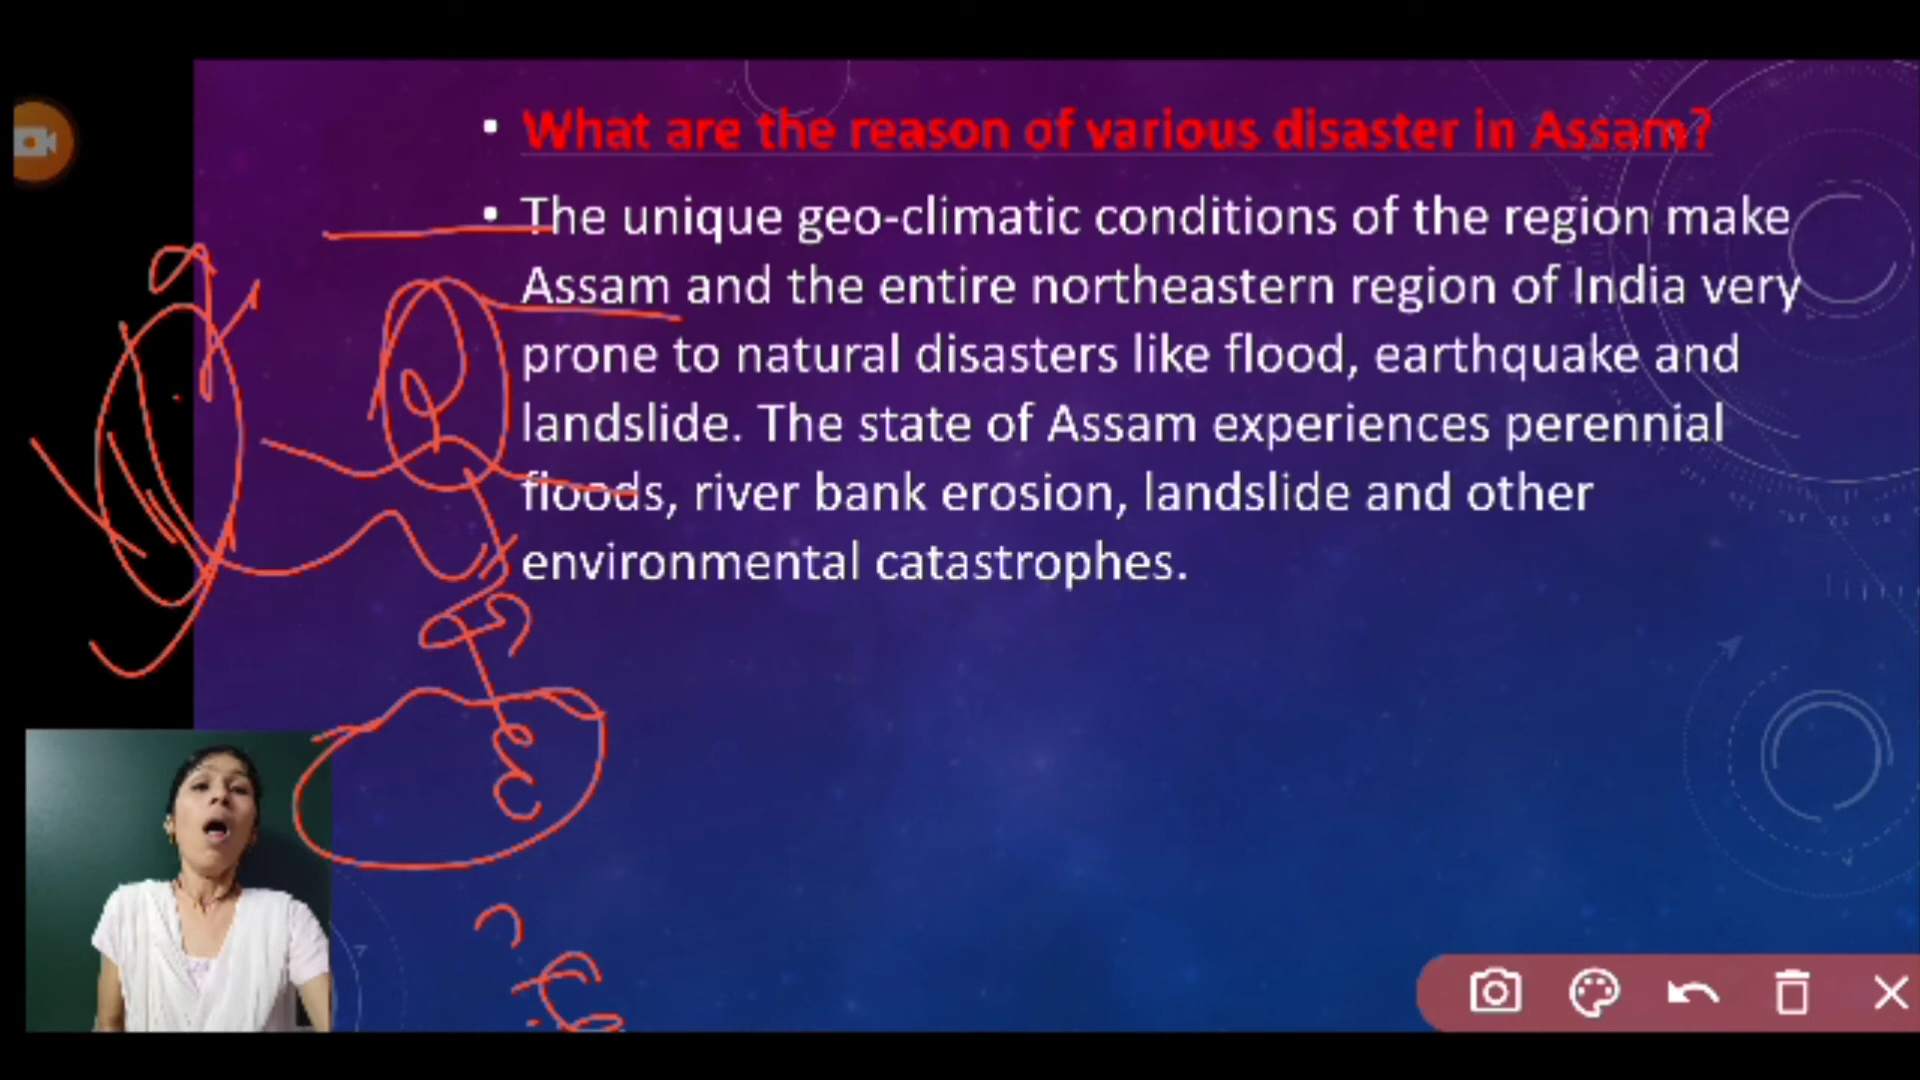 What are the reason of various disaster in Assam?
The unique geo-climatic conditions of the region make
Assam and the entire northeastern region of India very
prone to natural disasters like flood, earthquake and
landslide. The state of Assam experiences perennial
floods, river bank erosion, landslide and other
environmental catastrophes.